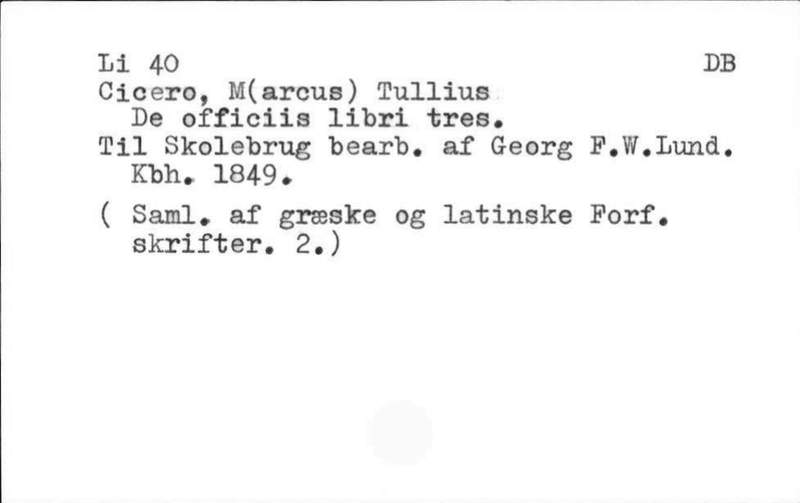 Li 40 DB
Cicero, M(arcus) Tullius
De officiis libri tres.
Til Skolebrug bearb. af Georg F.W.Lund.
Kbh. 1849.
( Saml. af græske og latinske Forf.
skrifter. 2.)